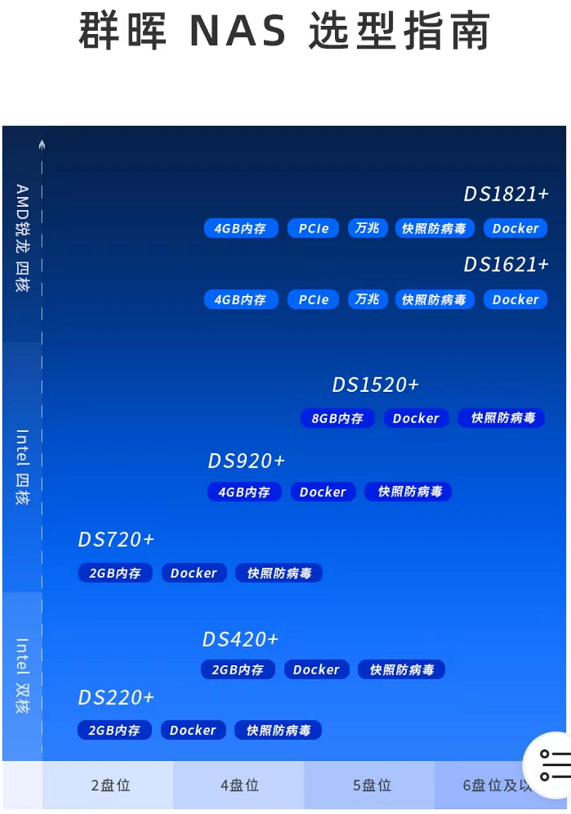 群晖 NAS 选型指南
AMD锐龙 四核
DS1821+
4GB内存 PCIe 万兆 快照防病毒 Docker
DS1621+
4GB内存 PCIe 万兆 快照防病毒 Docker
Intel 四核
DS1520+
8GB内存 Docker 快照防病毒
DS920+
4GB内存 Docker 快照防病毒
DS720+
2GB内存 Docker 快照防病毒
Intel 双核
DS420+
2GB内存 Docker 快照防病毒
DS220+
2GB内存 Docker 快照防病毒
2盘位 4盘位 5盘位 6盘位及以